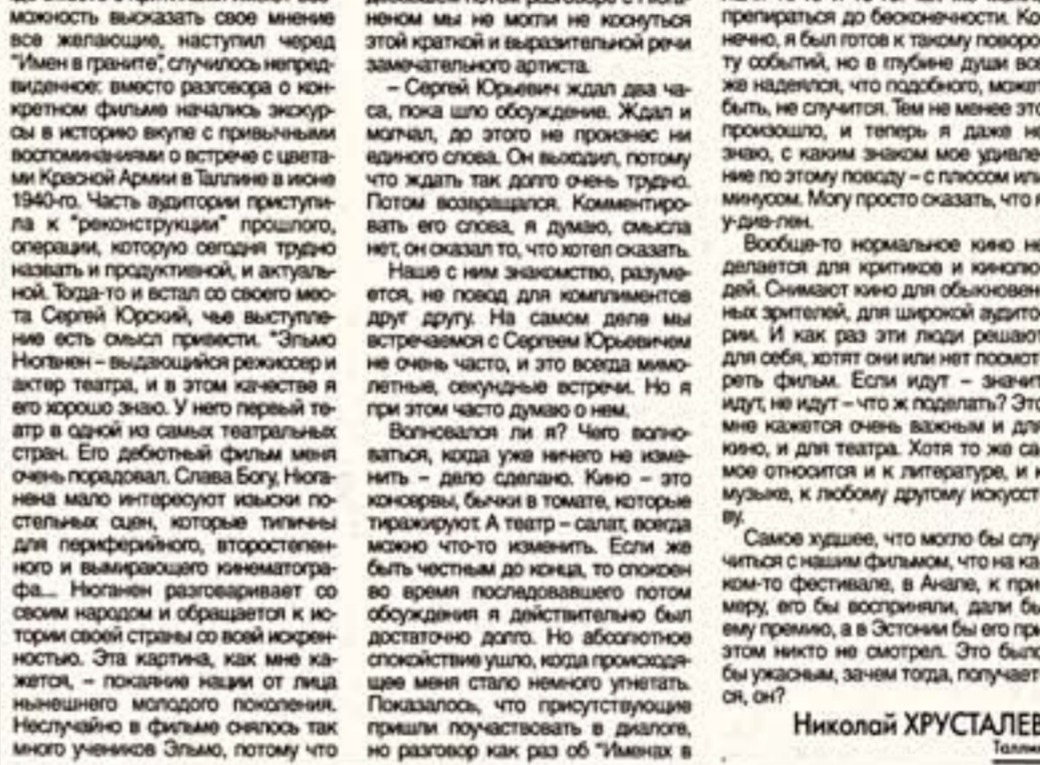 можность высказать свое мнение
все желающие, наступил черед
"Имен в граните", случилось непред-
виденное: вместо разговора о кон-
кретном фильме начались экскур-
сы в историю вкупе с привычными
воспоминаниями о встрече с цвета-
ми Красной Армии в Таллине в июне
1940-го. Часть аудитории приступи-
ла к "реконструкции" прошлого,
операции, которую сегодня трудно
назвать и продуктивной, и актуаль-
ной. Тогда-то и встал со своего мес-
та Сергей Юрский, чье выступле-
ние есть смысл привести. "Эльмо
Нюганен – выдающийся режиссер и
актер театра, и в этом качестве я
его хорошо знаю. У него первый те-
атр в одной из самых театральных
стран. Его дебютный фильм меня
очень порадовал. Слава Богу, Нюга-
нена мало интересуют изыски по-
стельных сцен, которые типичны
для периферийного, второстепен-
ного и вымирающего кинематогра-
фа... Нюганен разговаривает со
своим народом и обращается к ис-
тории своей страны со всей искрен-
ностью. Эта картина, как мне ка-
жется, – покаяние нации от лица
нынешнего молодого поколения.
Неслучайно в фильме снялось так
много учеников Эльмо, потому что
неном мы не могли не коснуться
этой краткой и выразительной речи
замечательного артиста.
– Сергей Юрьевич ждал два ча-
са, пока шло обсуждение. Ждал и
молчал, до этого не произнес ни
единого слова. Он выходил, потому
что ждать так долго очень трудно.
Потом возвращался. Комментиро-
вать его слова, я думаю, смысла
нет, он сказал то, что хотел сказать.
Наше с ним знакомство, разуме-
ется, не повод для комплиментов
друг другу. На самом деле мы
встречаемся с Сергеем Юрьевичем
не очень часто, и это всегда мимо-
летные, секундные встречи. Но я
при этом часто думаю о нем.
Волновался ли я? Чего волно-
ваться, когда уже ничего не изме-
нить – дело сделано. Кино – это
консервы, бычки в томате, которые
тиражируют. А театр – салат, всегда
можно что-то изменить. Если же
быть честным до конца, то спокоен
во время последовавшего потом
обсуждения я действительно был
достаточно долго. Но абсолютное
спокойствие ушло, когда происходя-
щее меня стало немного угнетать.
Показалось, что присутствующие
пришли поучаствовать в диалоге,
но разговор как раз об "Именах в
препираться до бесконечности. Ко
нечно, я был готов к такому поворо
ту событий, но в глубине души все
же надеялся, что подобного, может
быть, не случится. Тем не менее это
произошло, и теперь я даже не
знаю, с каким знаком мое удивле
ние по этому поводу – с плюсом или
минусом. Могу просто сказать, что я
у-див-лен.
Вообще-то нормальное кино не
делается для критиков и кинолю
дей. Снимают кино для обыкновен
ных зрителей, для широкой аудито
рии. И как раз эти люди решают
для себя, хотят они или нет посмот
реть фильм. Если идут – значит
идут, не идут – что ж поделать? Это
мне кажется очень важным и для
кино, и для театра. Хотя то же са
мое относится и к литературе, и к
музыке, к любому другому искусст
ву.
Самое худшее, что могло бы слу
читься с нашим фильмом, что на ка
ком-то фестивале, в Анапе, к при
меру, его бы восприняли, дали бы
ему премию, а в Эстонии бы его при
этом никто не смотрел. Это было
бы ужасным, зачем тогда, получает
ся, он?
Николай ХРУСТАЛЕВ
Таллин